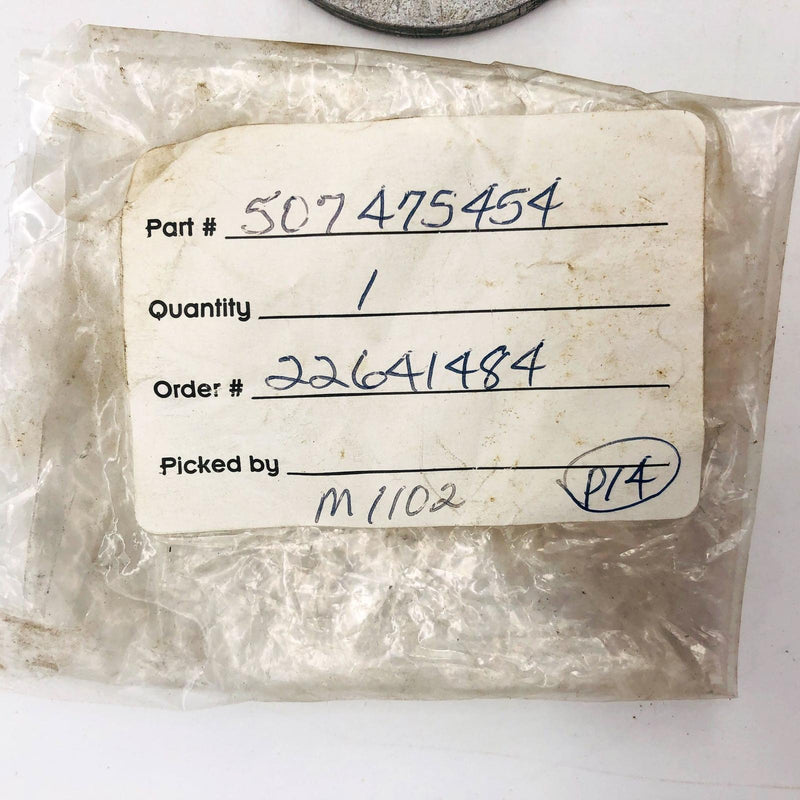 Part # 507475454
Quantity 1
Order # 22641484
Picked by
M1102 P14